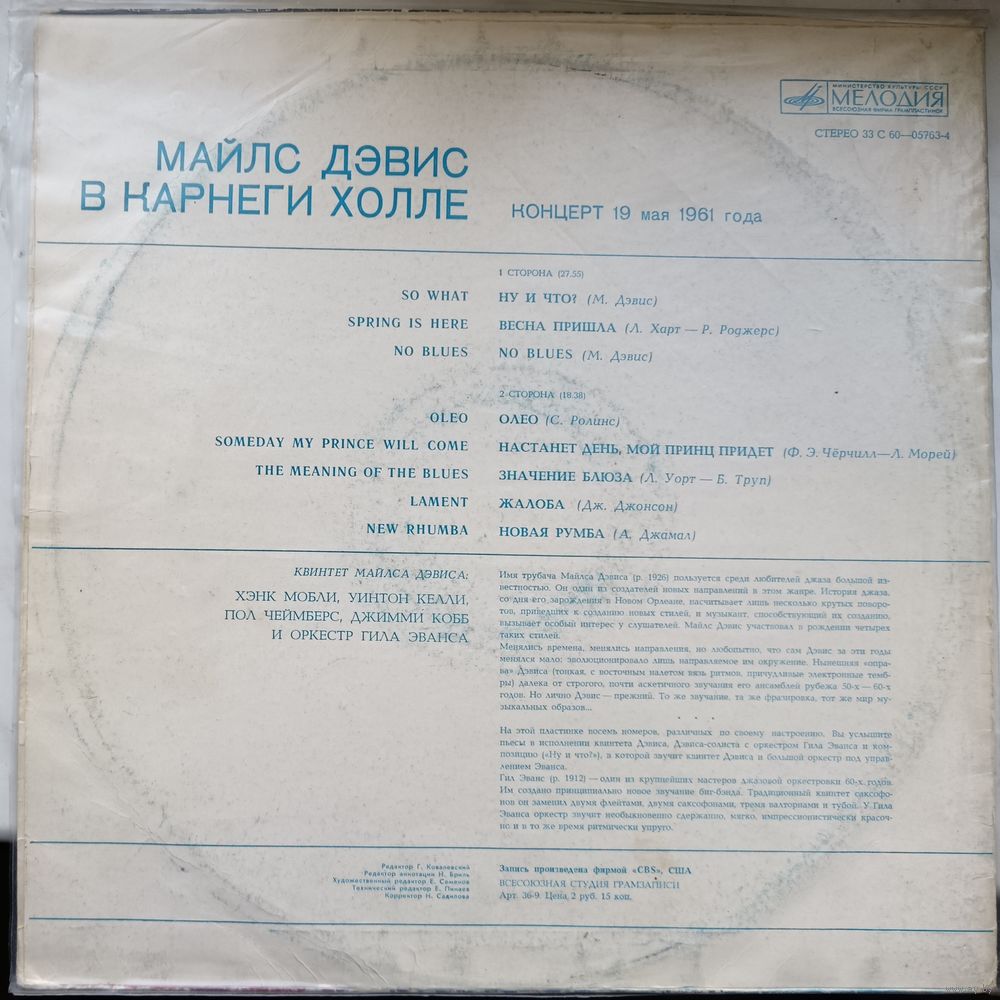 МИНИСТЕРСТВО КУЛЬТУРЫ СССР
МЕЛОДИЯ
ВСЕСОЮЗНАЯ ФИРМА ГРАМПЛАСТИНОК
СТЕРЕО 33 С 60—05763-4
МАЙЛС ДЭВИС
В КАРНЕГИ ХОЛЛЕ
КОНЦЕРТ 19 мая 1961 года
1 СТОРОНА (27.55)
SO WHAT НУ И ЧТО? (М. Дэвис)
SPRING IS HERE ВЕСНА ПРИШЛА (Л. Харт — Р. Роджерс)
NO BLUES NO BLUES (М. Дэвис)
2 СТОРОНА (18.38)
OLEO ОЛЕО (С. Ролинс)
SOMEDAY MY PRINCE WILL COME НАСТАНЕТ ДЕНЬ, МОЙ ПРИНЦ ПРИДЕТ (Ф. Э. Чёрчилл—Л. Морей)
THE MEANING OF THE BLUES ЗНАЧЕНИЕ БЛЮЗА (Л. Уорт — Б. Труп)
LAMENT ЖАЛОБА (Дж. Джонсон)
NEW RHUMBA НОВАЯ РУМБА (А. Джамал)
КВИНТЕТ МАЙЛСА ДЭВИСА:
ХЭНК МОБЛИ, УИНТОН КЕЛЛИ,
ПОЛ ЧЕЙМБЕРС, ДЖИММИ КОББ
И ОРКЕСТР ГИЛА ЭВАНСА
Имя трубача Майлса Дэвиса (р. 1926) пользуется среди любителей джаза большой из-
вестностью. Он один из создателей новых направлений в этом жанре. История джаза,
со дня его зарождения в Новом Орлеане, насчитывает лишь несколько крутых поворо-
тов, приведших к созданию новых стилей, и музыкант, способствующий их созданию,
вызывает особый интерес у слушателей. Майлс Дэвис участвовал в рождении четырех
таких стилей.
Менялись времена, менялись направления, но любопытно, что сам Дэвис за эти годы
менялся мало: эволюционировало лишь направляемое им окружение. Нынешняя «опра-
ва» Дэвиса (тонкая, с восточным налетом вязь ритмов, причудливые электронные темб-
ры) далека от строгого, почти аскетичного звучания его ансамблей рубежа 50-х — 60-х
годов. Но лично Дэвис — прежний. То же звучание, та же фразировка, тот же мир му-
зыкальных образов...
. . .
На этой пластинке восемь номеров, различных по своему настроению. Вы услышите
пьесы в исполнении квинтета Дэвиса, Дэвиса-солиста с оркестром Гила Эванса и ком-
позицию («Ну и что?»), в которой звучит квинтет Дэвиса и большой оркестр под управ-
лением Эванса.
Гил Эванс (р. 1912) — один из крупнейших мастеров джазовой оркестровки 60-х годов.
Им создано принципиально новое звучание биг-бэнда. Традиционный квинтет саксофо-
нов он заменил двумя флейтами, двумя саксофонами, тремя валторнами и тубой. У Гила
Эванса оркестр звучит необыкновенно сдержанно, мягко, импрессионистически красоч-
но и в то же время ритмически упруго.
Редактор Г. Ковалевский
Редактор аннотации Н. Бриль
Художественный редактор Е. Семенов
Технический редактор Е. Пинаев
Корректор Н. Садилова
Запись произведена фирмой «CBS», США
ВСЕСОЮЗНАЯ СТУДИЯ ГРАМЗАПИСИ
Арт. 36-9. Цена 2 руб. 15 коп.
www.ay.by